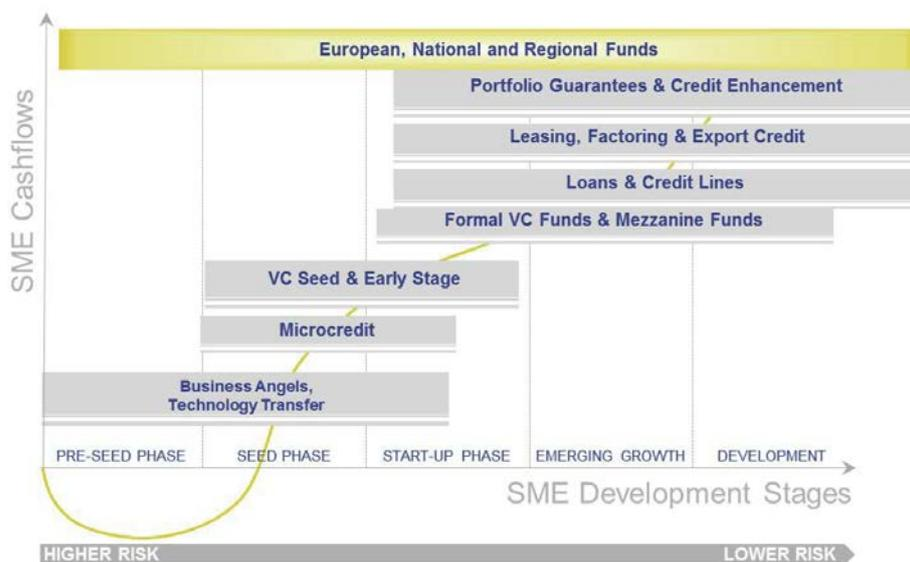 European, National and Regional Funds
Portfolio Guarantees & Credit Enhancement
Leasing, Factoring & Export Credit
Loans & Credit Lines
Formal VC Funds & Mezzanine Funds
VC Seed & Early Stage
Microcredit
Business Angels,
Technology Transfer
SME Cashflows
PRE-SEED PHASE
SEED PHASE
START-UP PHASE
EMERGING GROWTH
DEVELOPMENT
SME Development Stages
HIGHER RISK
LOWER RISK